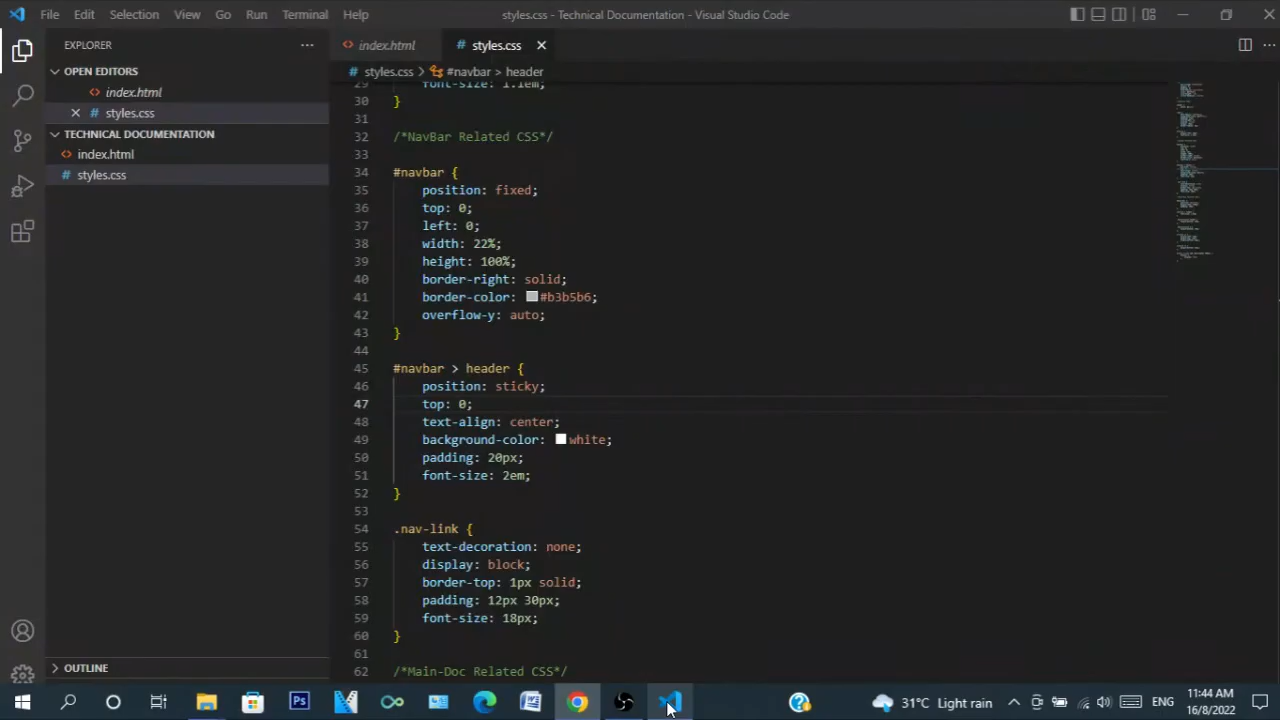 File Edit Selection View Go Run Terminal Help
styles.css - Technical Documentation - Visual Studio Code
EXPLORER
OPEN EDITORS
index.html
styles.css
TECHNICAL DOCUMENTATION
index.html
styles.css
OUTLINE
index.html
styles.css
styles.css > #navbar > header
29 font-size: 1.1em;
30 }
31
32 /*NavBar Related CSS*/
33
34 #navbar {
35 position: fixed;
36 top: 0;
37 left: 0;
38 width: 22%;
39 height: 100%;
40 border-right: solid;
41 border-color: #b3b5b6;
42 overflow-y: auto;
43 }
44
45 #navbar > header {
46 position: sticky;
47 top: 0;
48 text-align: center;
49 background-color: white;
50 padding: 20px;
51 font-size: 2em;
52 }
53
54 .nav-link {
55 text-decoration: none;
56 display: block;
57 border-top: 1px solid;
58 padding: 12px 30px;
59 font-size: 18px;
60 }
61
62 /*Main-Doc Related CSS*/
Ps
31°C Light rain
ENG
11:44 AM
16/8/2022